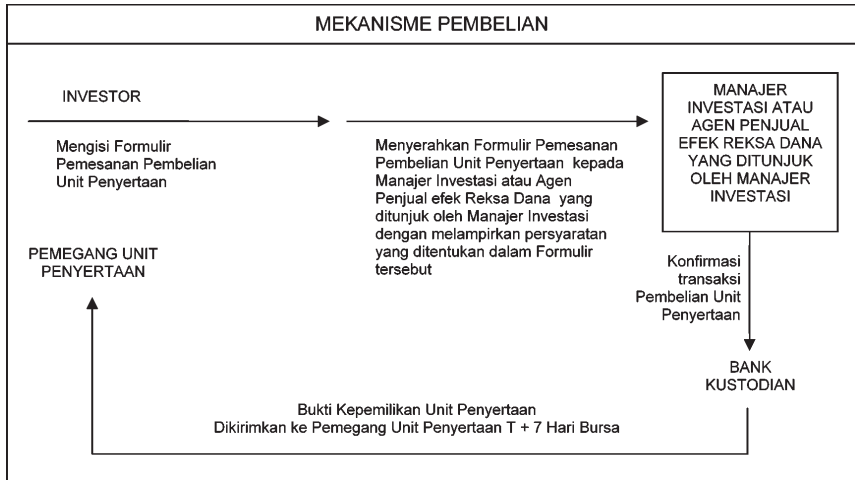 MEKANISME PEMBELIAN
INVESTOR
Mengisi Formulir
Pemesanan Pembelian
Unit Penyertaan
Menyerahkan Formulir Pemesanan
Pembelian Unit Penyertaan kepada
Manajer Investasi atau Agen
Penjual efek Reksa Dana yang
ditunjuk oleh Manajer Investasi
dengan melampirkan persyaratan
yang ditentukan dalam Formulir
tersebut
MANAJER
INVESTASI ATAU
AGEN PENJUAL
EFEK REKSA DANA
YANG DITUNJUK
OLEH MANAJER
INVESTASI
Konfirmasi
transaksi
Pembelian Unit
Penyertaan
BANK
KUSTODIAN
Bukti Kepemilikan Unit Penyertaan
Dikirimkan ke Pemegang Unit Penyertaan T + 7 Hari Bursa
PEMEGANG UNIT
PENYERTAAN